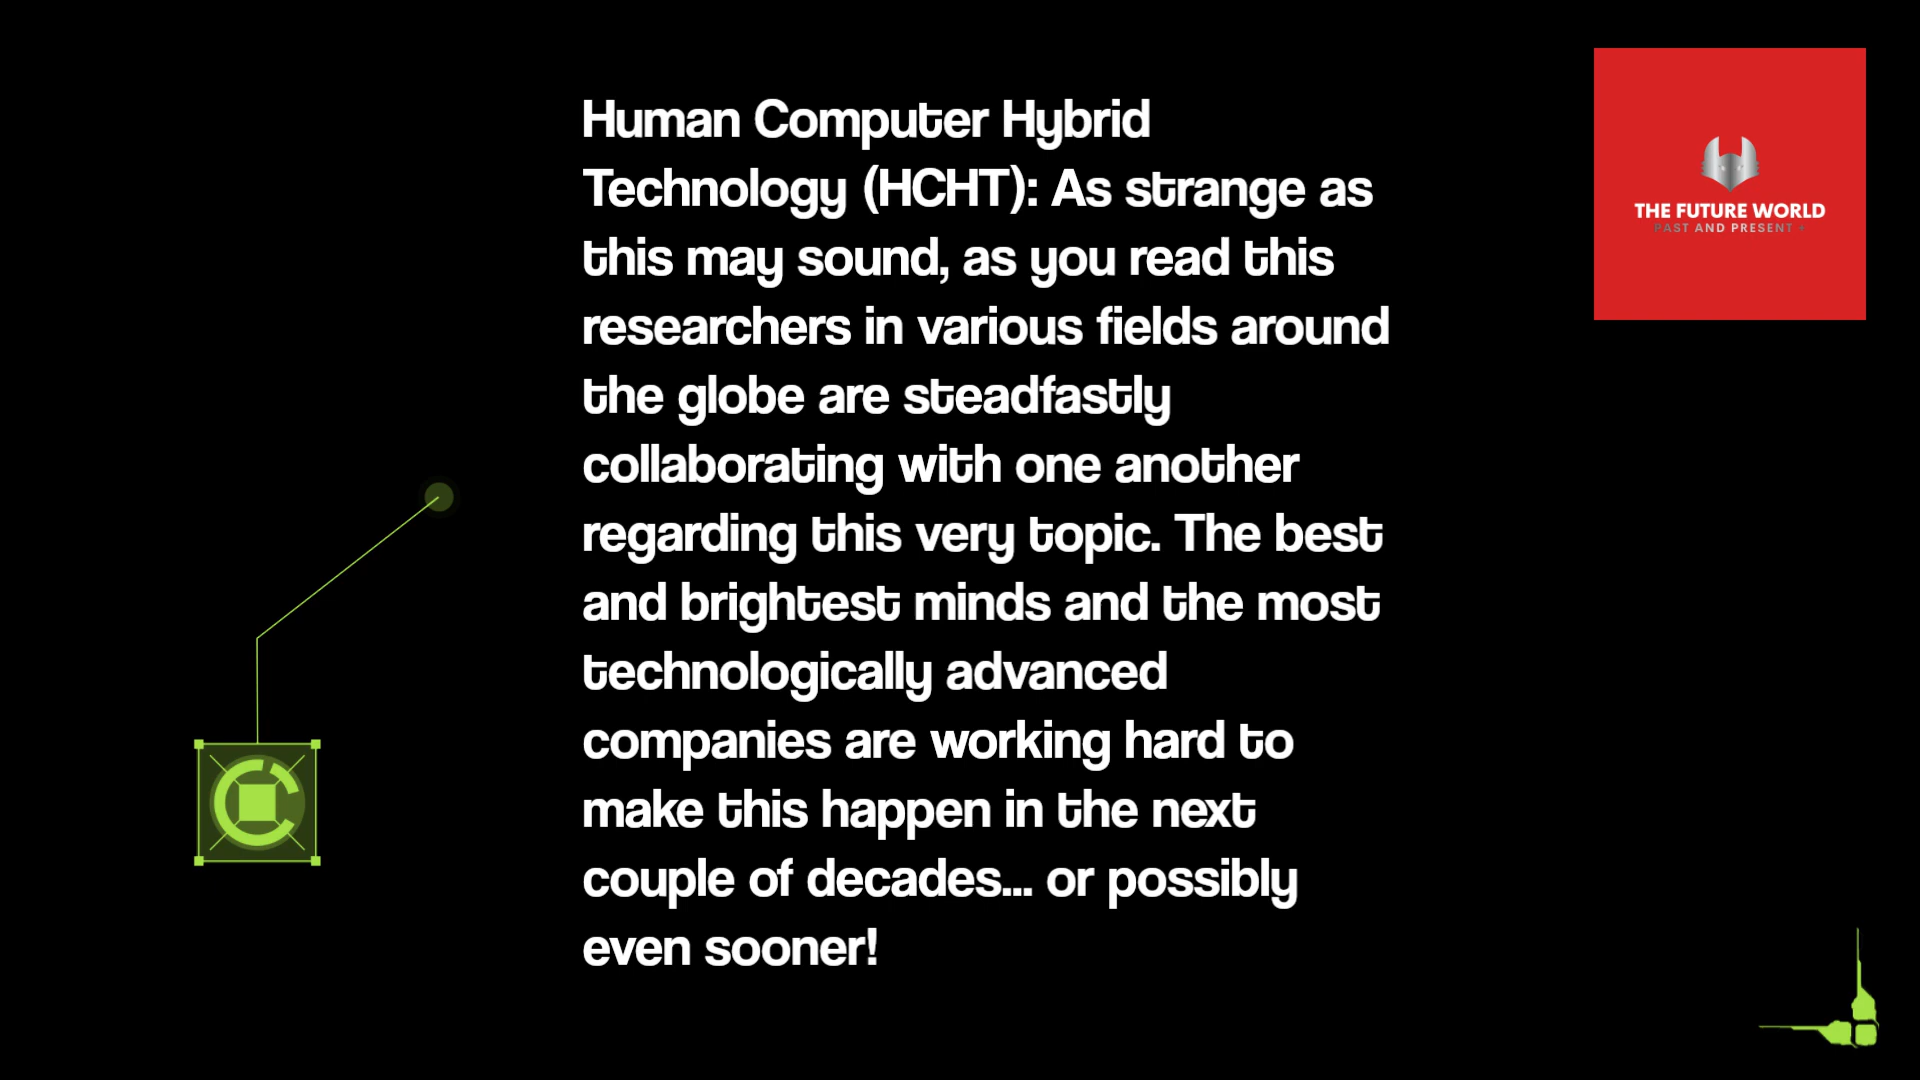 Human Computer Hybrid
Technology (HCHT): As strange as
this may sound, as you read this
researchers in various fields around
the globe are steadfastly
collaborating with one another
regarding this very topic. The best
and brightest minds and the most
technologically advanced
companies are working hard to
make this happen in the next
couple of decades... or possibly
even sooner!
THE FUTURE WORLD
PAST AND PRESENT +